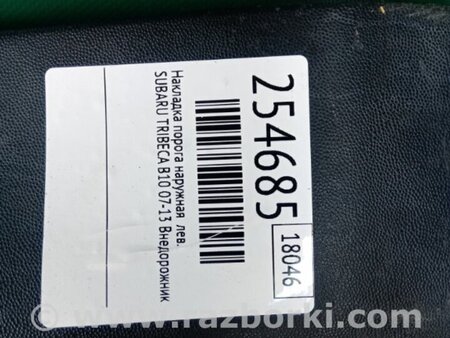 254685
18046
Накладка порога наружная лев.
SUBARU TRIBECA B10 07-13 Внедорожник
© www.razborki.com